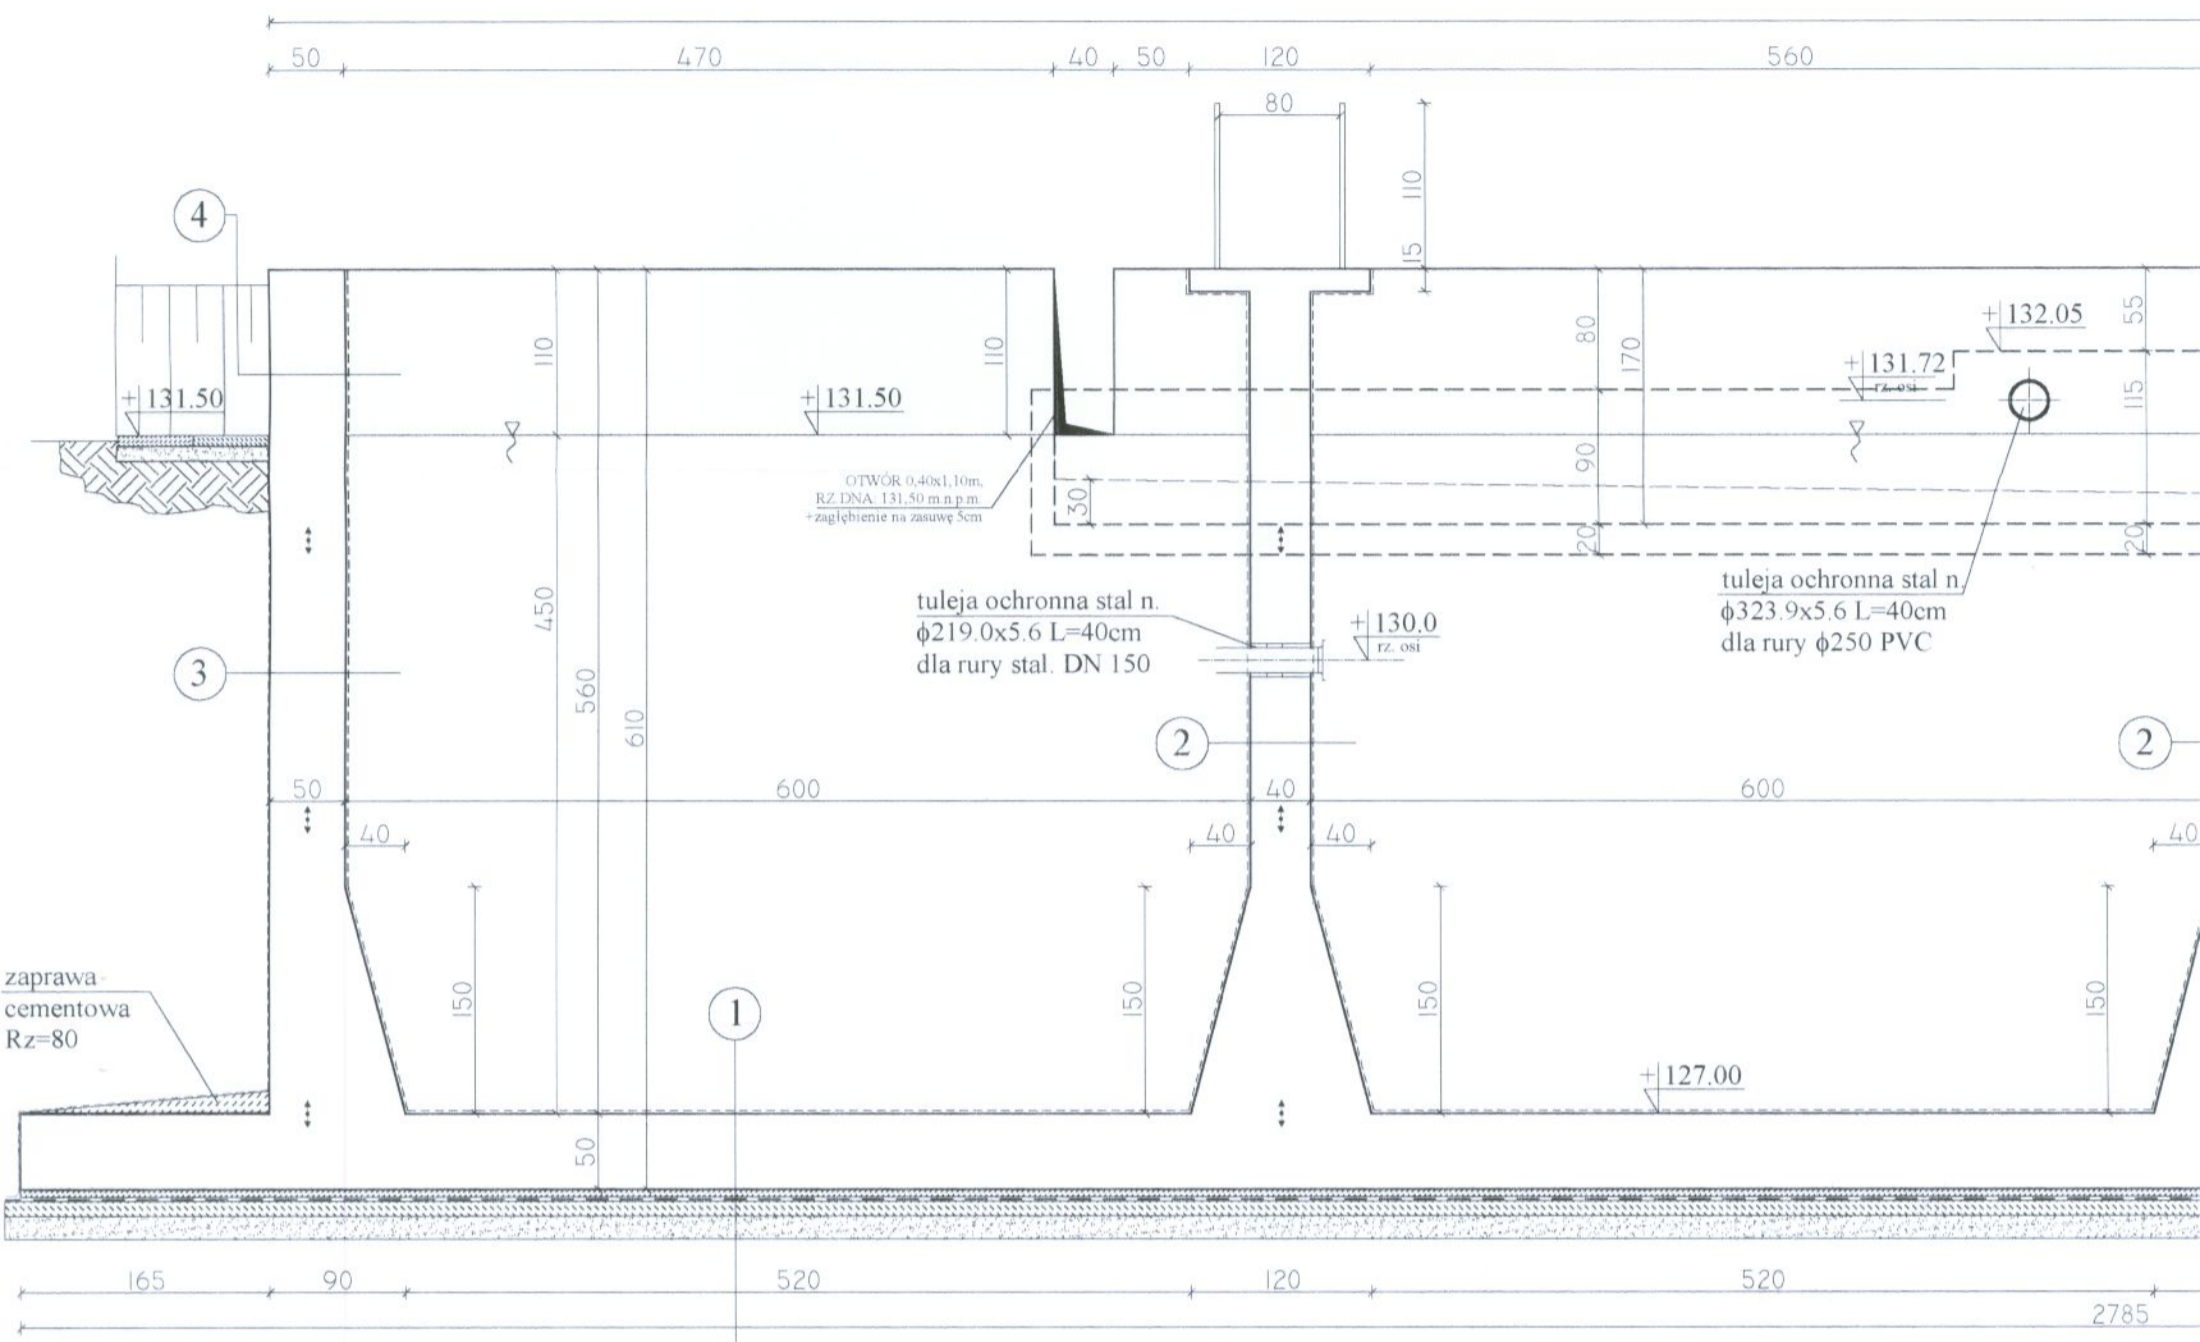 50 470 40 50 120 560
80
110
15
4
110
110
80
170
55
+132.05
+131.72
rz. osi
115
+131.50
+131.50
OTWÓR 0,40x1,10m,
RZ.DNA: 131,50 m.n.p.m.
+zagłębienie na zasuwę 5cm
30
90
20
20
450
tuleja ochronna stal n.
ϕ219.0x5.6 L=40cm
dla rury stal. DN 150
+130,0
rz. osi
tuleja ochronna stal n.
ϕ323.9x5.6 L=40cm
dla rury ϕ250 PVC
3
560
610
2
2
50 600 40 600
40 40 40 40
150
150
150
150
zaprawa
cementowa
Rz=80
1
+127.00
50
165 90 520 120 520
2785